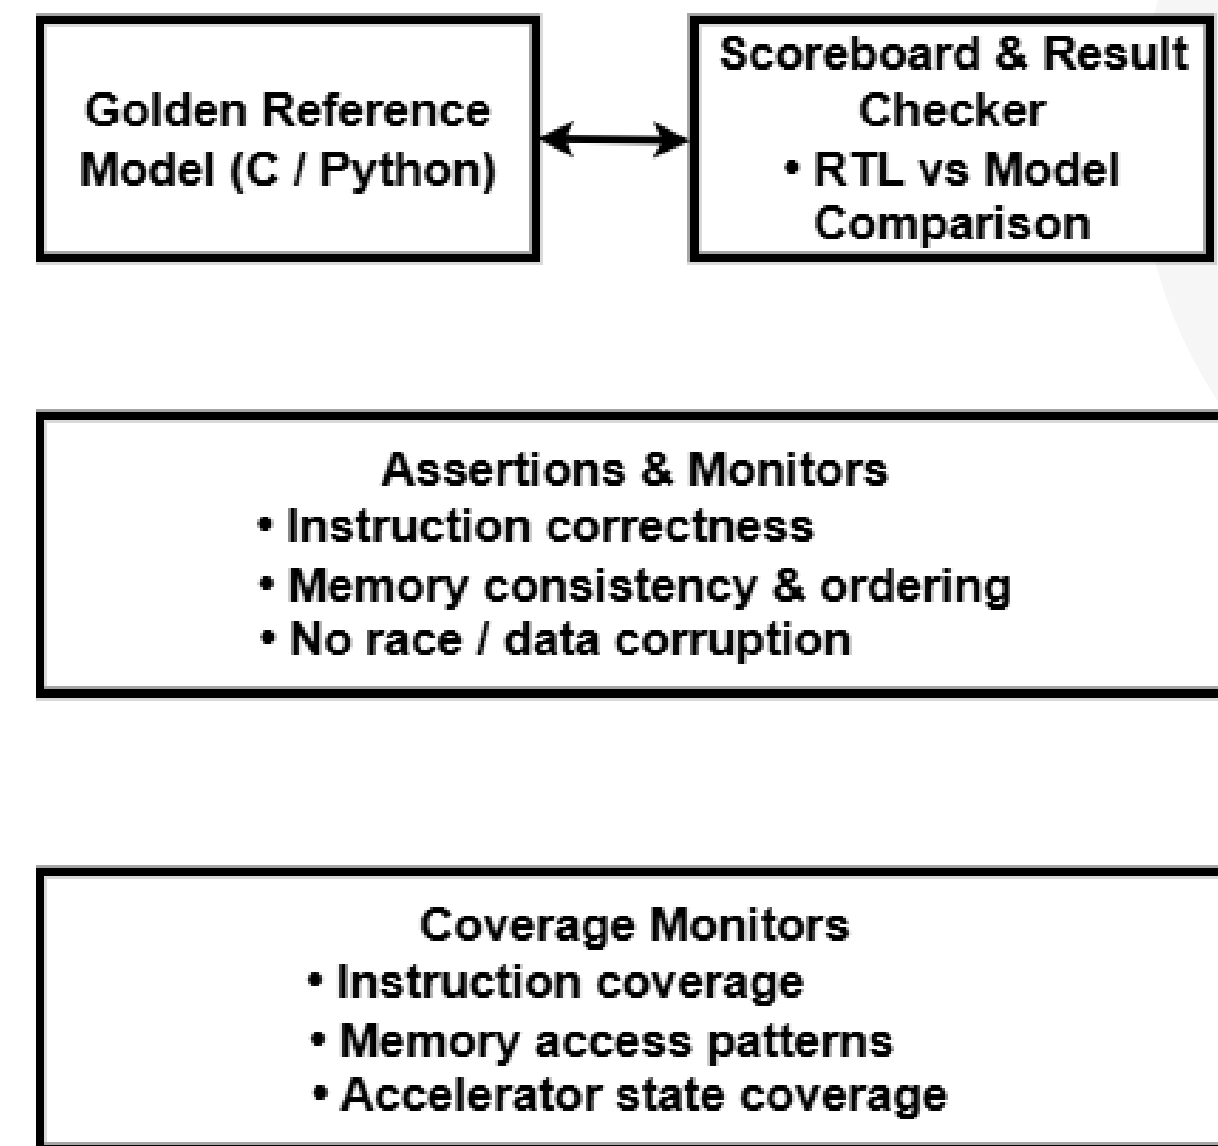 Golden Reference
Model (C / Python)
Scoreboard & Result
Checker
• RTL vs Model
Comparison
Assertions & Monitors
• Instruction correctness
• Memory consistency & ordering
• No race / data corruption
Coverage Monitors
• Instruction coverage
• Memory access patterns
• Accelerator state coverage